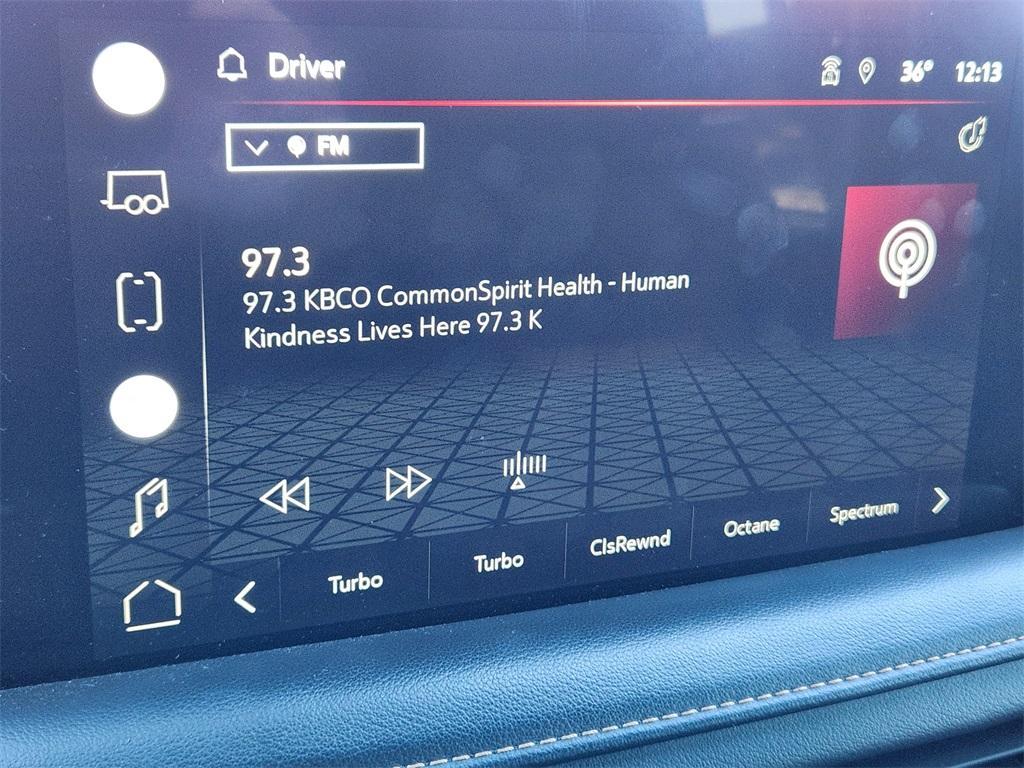 Driver
36° 12:13
FM
97.3
97.3 KBCO CommonSpirit Health - Human
Kindness Lives Here 97.3 K
Turbo Turbo ClsRewnd Octane Spectrum